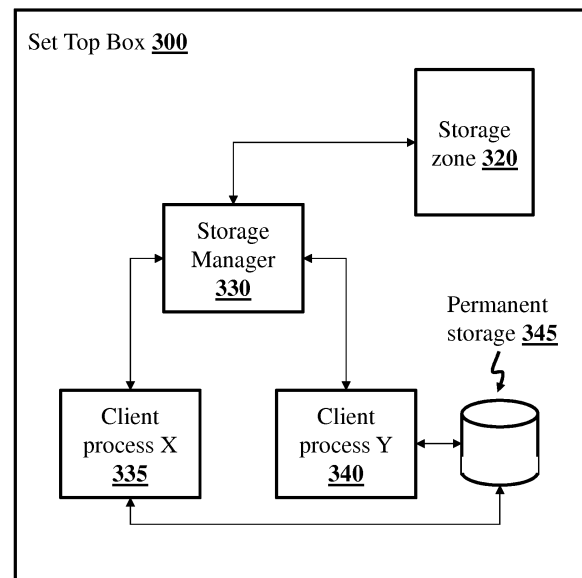 Set Top Box 300
Storage
zone 320
Storage
Manager
330
Permanent
storage 345
Client
process X
335
Client
process Y
340